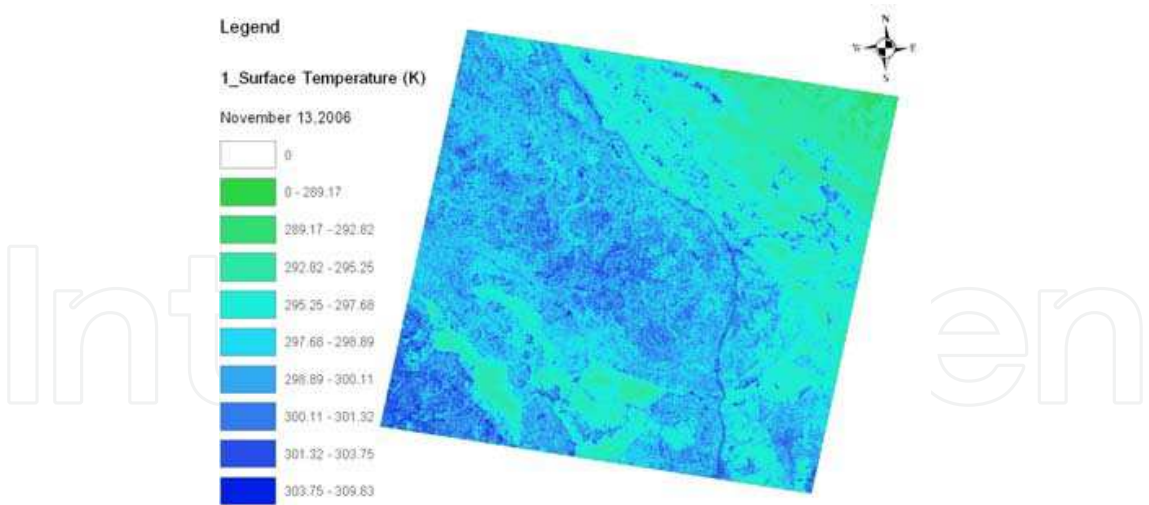 Legend
1_Surface Temperature (K)
November 13,2006
0
0 - 289.17
289.17 - 292.82
292.82 - 295.25
295.25 - 297.68
297.68 - 298.89
298.89 - 300.11
300.11 - 301.32
301.32 - 303.75
303.75 - 309.83
N
W
E
S
Int
en